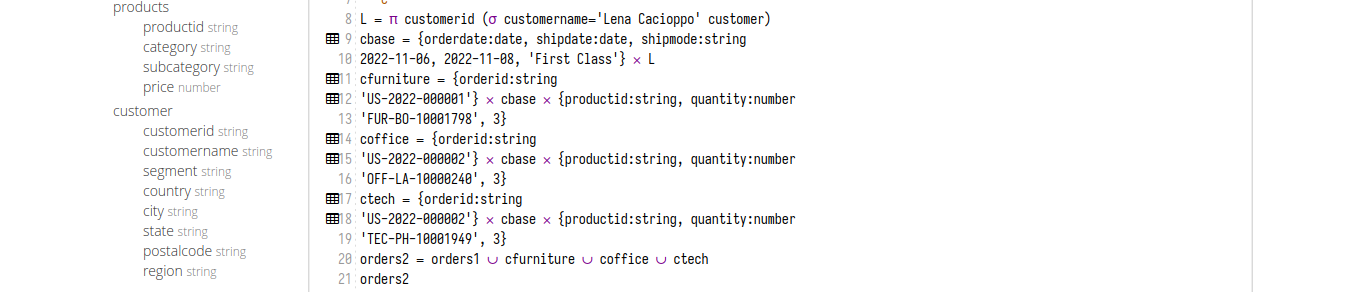 products
productid string
category string
subcategory string
price number
customer
customerid string
customername string
segment string
country string
city string
state string
postalcode string
region string
8 L = π customerid (σ customername='Lena Cacioppo' customer)
9 cbase = {orderdate:date, shipdate:date, shipmode:string
10 2022-11-06, 2022-11-08, 'First Class'} × L
11 cfurniture = {orderid:string
12 'US-2022-000001'} × cbase × {productid:string, quantity:number
13 'FUR-BO-10001798', 3}
14 coffice = {orderid:string
15 'US-2022-000002'} × cbase × {productid:string, quantity:number
16 'OFF-LA-10000240', 3}
17 ctech = {orderid:string
18 'US-2022-000002'} × cbase × {productid:string, quantity:number
19 'TEC-PH-10001949', 3}
20 orders2 = orders1 ∪ cfurniture ∪ coffice ∪ ctech
21 orders2